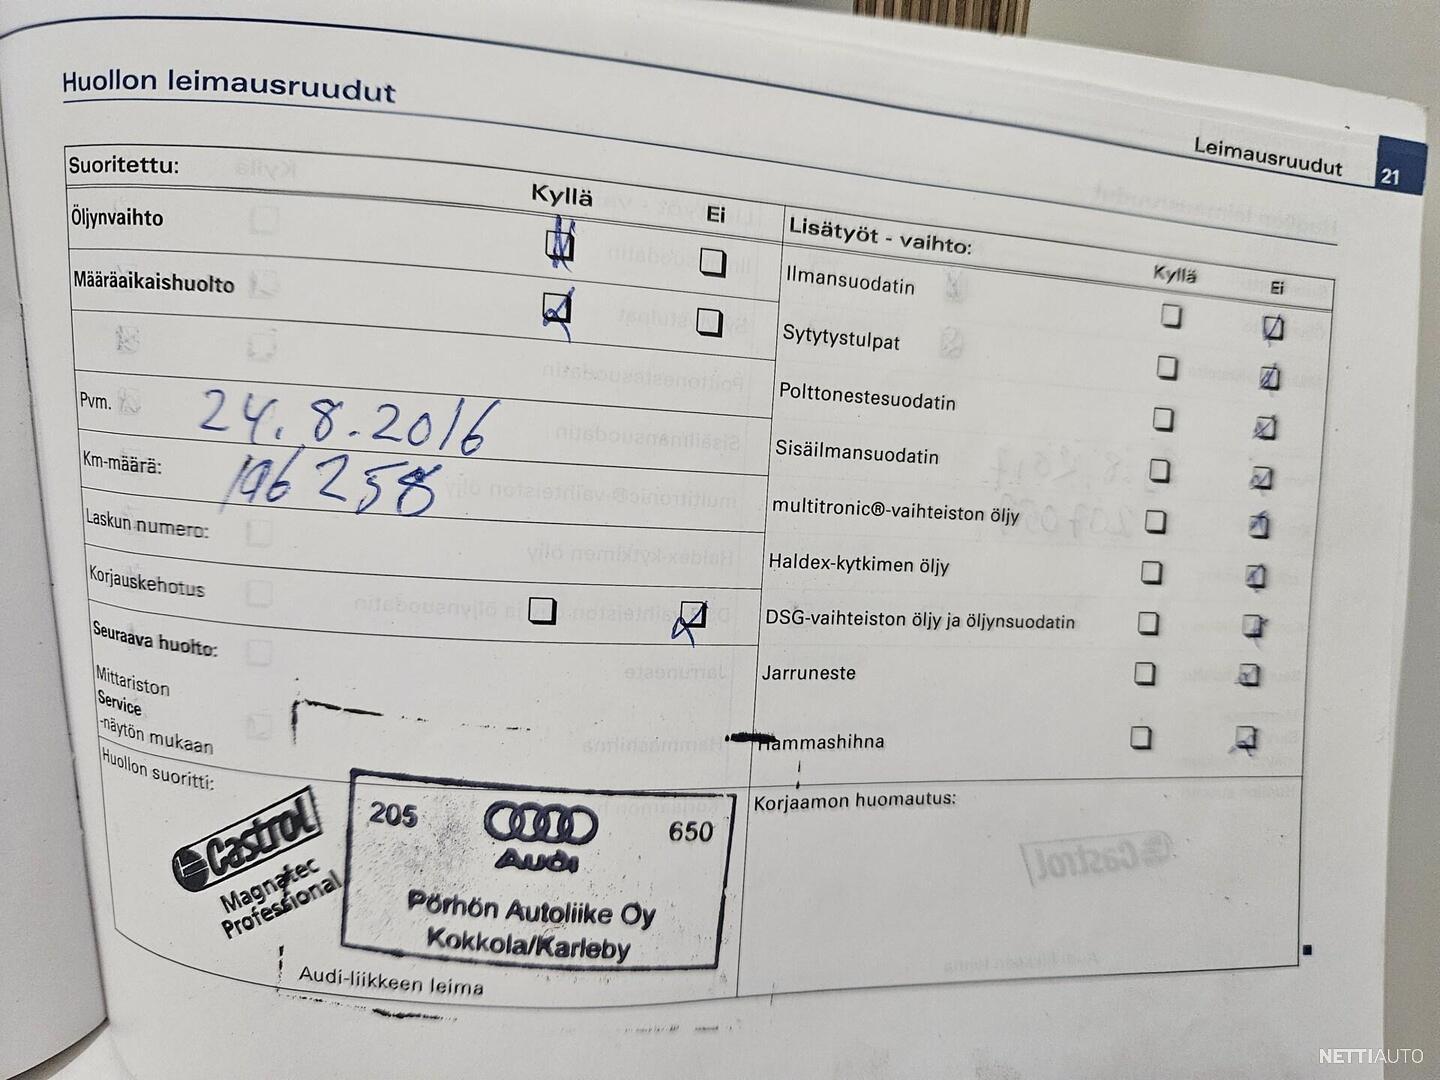 Huollon leimausruudut
Leimausruudut 21
Suoritettu:
Kyllä Ei
Öljynvaihto
Määräaikaishuolto
Pvm. 24.8.2016
Km-määrä: 196258
Laskun numero:
Korjauskehotus
Seuraava huolto:
Mittariston
Service
-näytön mukaan
Huollon suoritti:
Castrol
Magnatec
Professional
205 650
Audi
Pörhön Autoliike Oy
Kokkola/Karleby
Audi-liikkeen leima
Lisätyöt - vaihto:
Kyllä Ei
Ilmansuodatin
Sytytystulpat
Polttonestesuodatin
Sisäilmansuodatin
multitronic®-vaihteiston öljy
Haldex-kytkimen öljy
DSG-vaihteiston öljy ja öljynsuodatin
Jarruneste
Hammashihna
Korjaamon huomautus:
NETTIAUTO